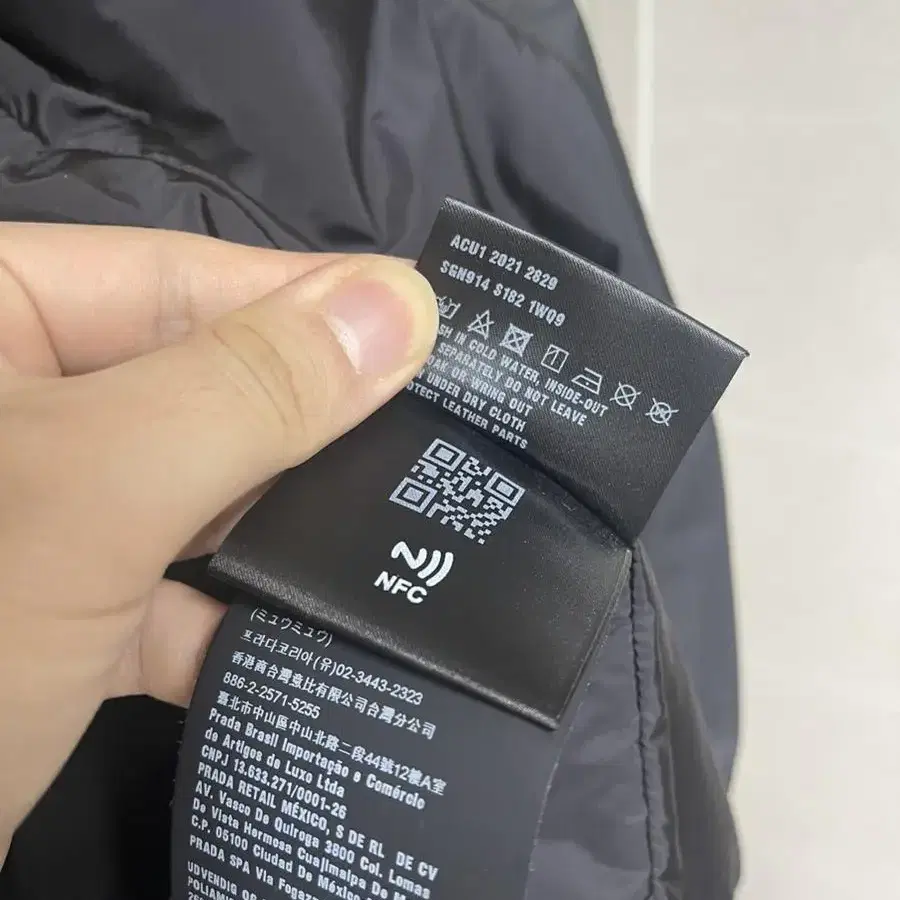 ACU1 2021 2829
SGN914 S182 1WQ9
IN COLD WATER, INSIDE-OUT
SEPARATELY DO NOT LEAVE
OR WRING OUT
UNDER DRY CLOTH
LEATHER PARTS
NFC
(ミュウミュウ)
프라다코리아(유)02-3443-2323
香港商台灣意比有限公司台灣分公司
886-2-2571-5255
臺北市中山區中山北路二段44號12樓A室
Prada Brasil Importação e Comércio
de Artigos de Luxo Ltda
CNPJ 13.633.271/0001-26
PRADA RETAIL MÉXICO, S DE RL DE CV
AV. Vasco De Quiroga 3800 Col. Lomas
De Vista Hermosa Cuajimalpa De
C.P. 05100 Ciudad De México
PRADA SPA Via
UDVENDIG